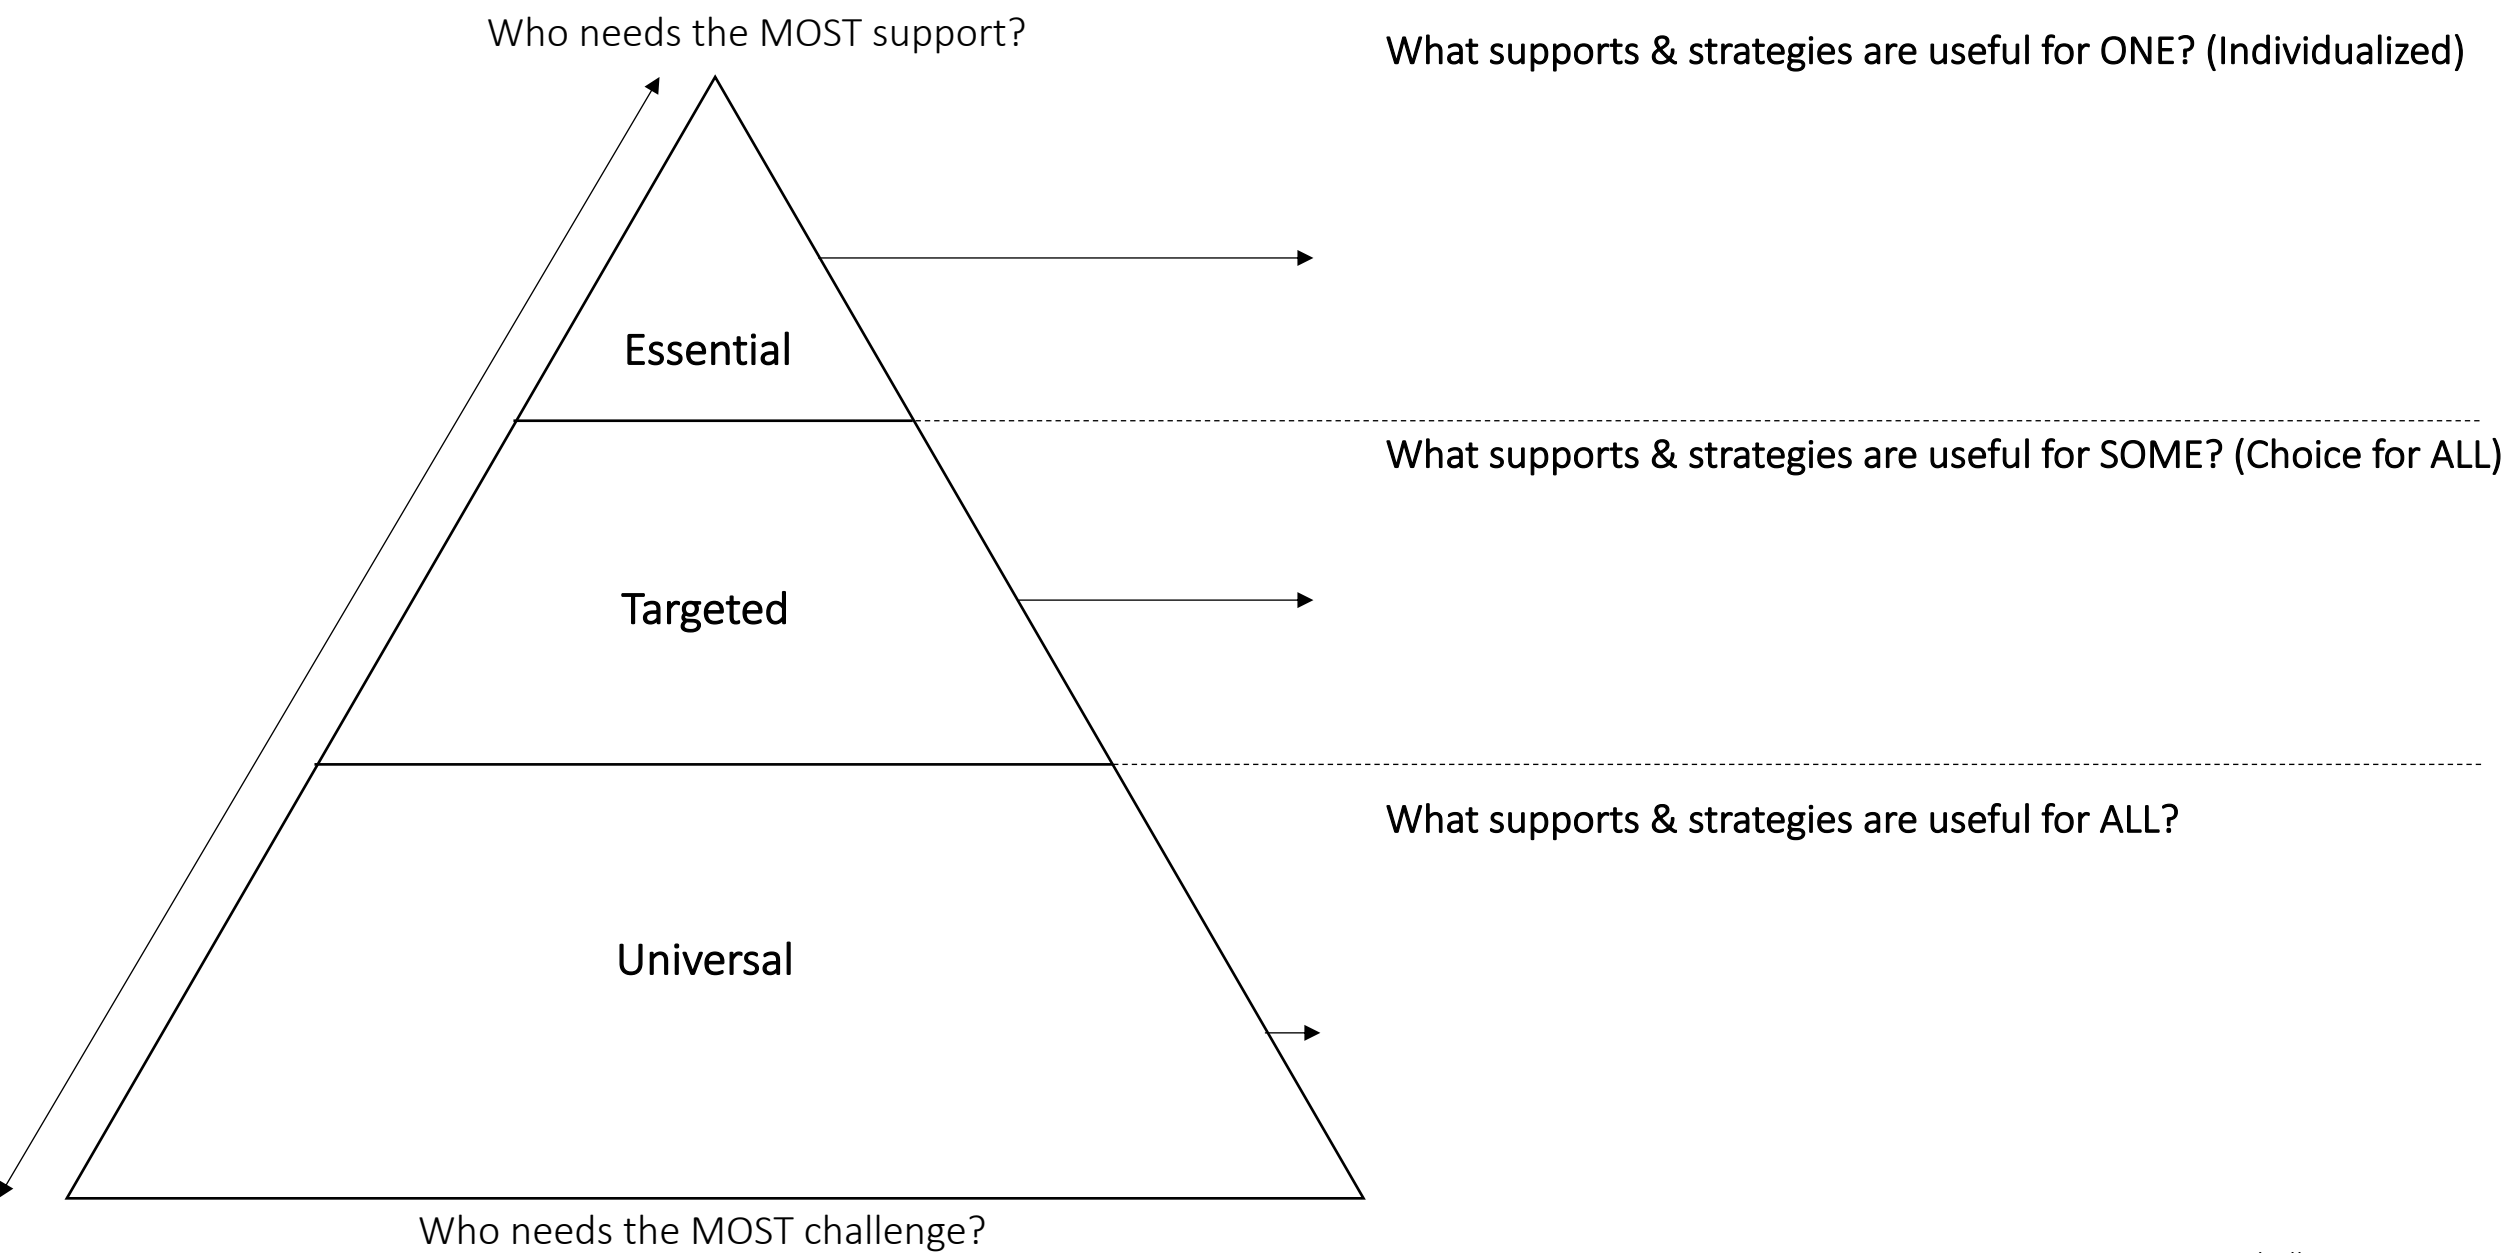 Who needs the MOST support?
What supports & strategies are useful for ONE? (Individualized)
Essential
What supports & strategies are useful for SOME? (Choice for ALL)
Targeted
What supports & strategies are useful for ALL?
Universal
Who needs the MOST challenge?